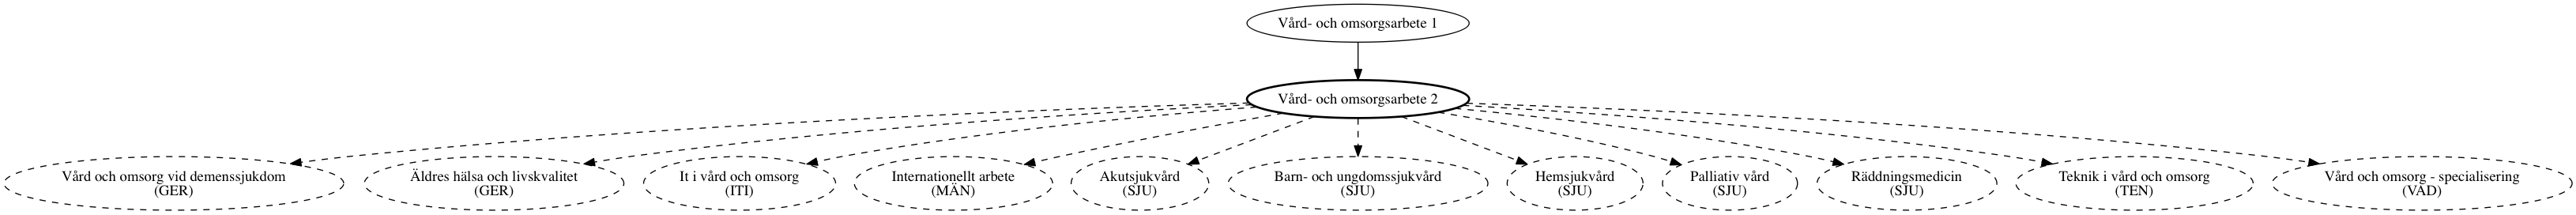 Vård- och omsorgsarbete 1
Vård- och omsorgsarbete 2
Vård och omsorg vid demenssjukdom
(GER)
Äldres hälsa och livskvalitet
(GER)
It i vård och omsorg
(ITI)
Internationellt arbete
(MÄN)
Akutsjukvård
(SJU)
Barn- och ungdomssjukvård
(SJU)
Hemsjukvård
(SJU)
Palliativ vård
(SJU)
Räddningsmedicin
(SJU)
Teknik i vård och omsorg
(TEN)
Vård och omsorg - specialisering
(VAD)